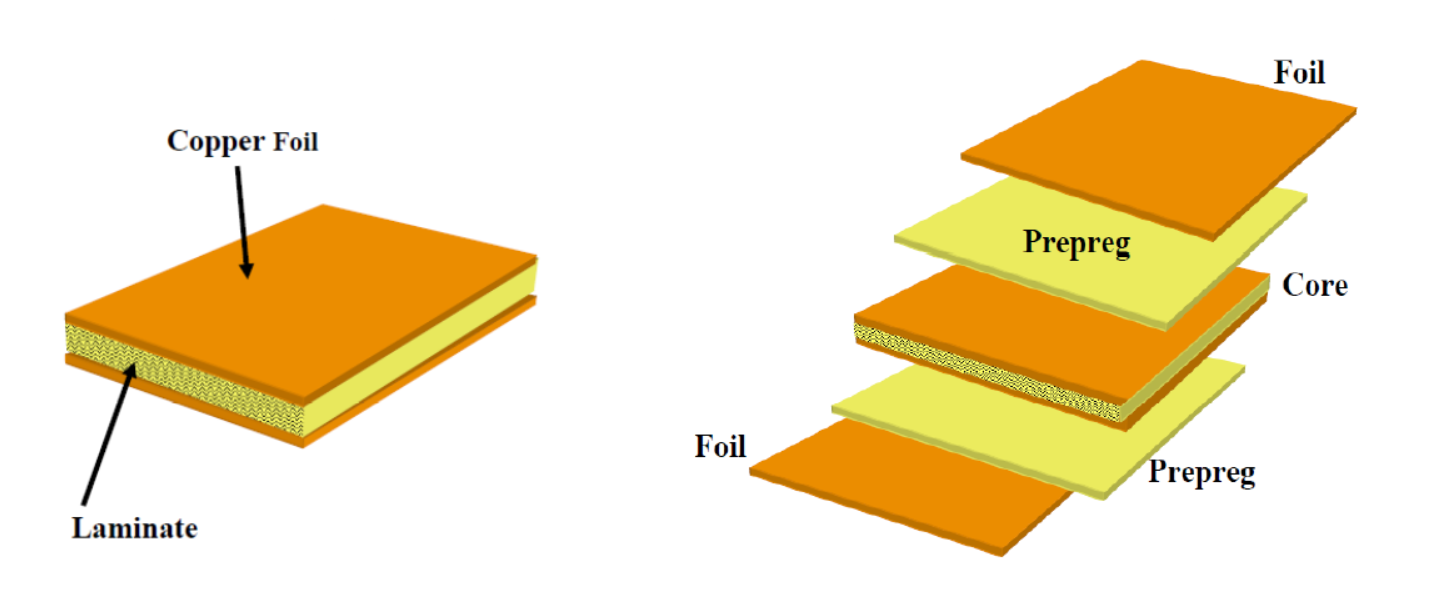 Copper Foil
Laminate
Foil
Prepreg
Core
Foil
Prepreg